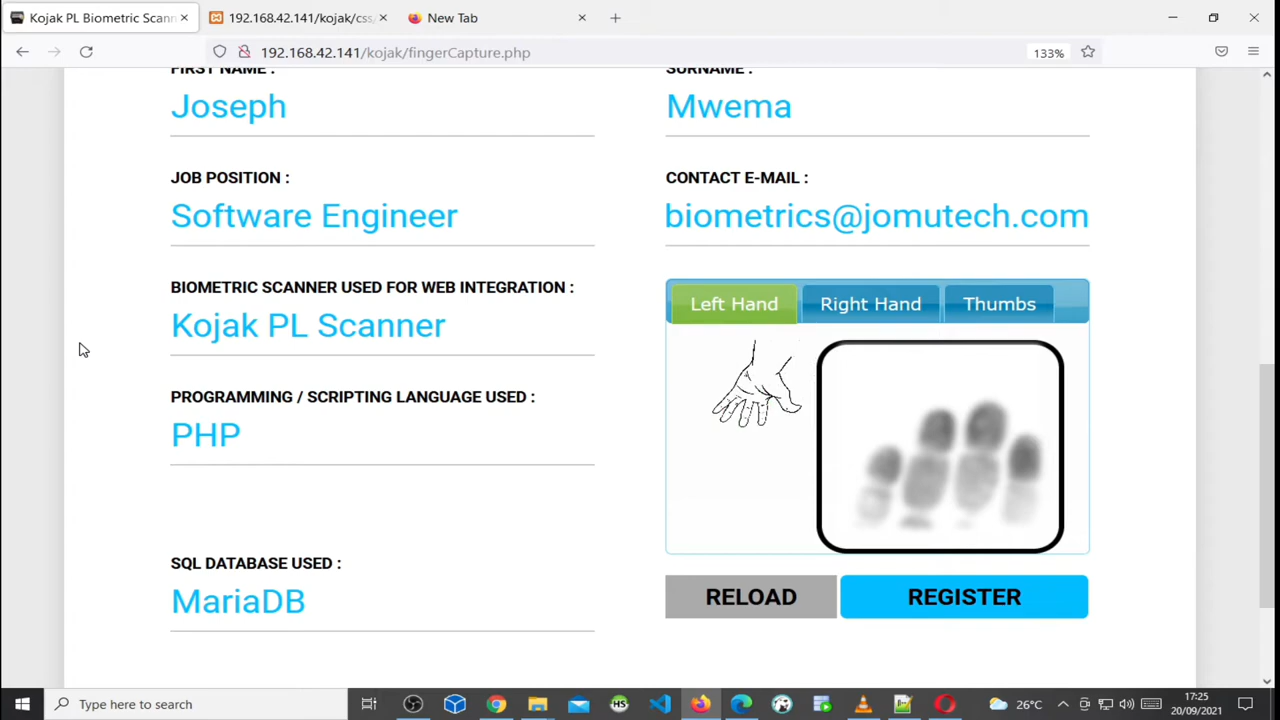 Kojak PL Biometric Scann
192.168.42.141/kojak/css/
New Tab
192.168.42.141/kojak/fingerCapture.php
133%
FIRST NAME :
Joseph
SURNAME :
Mwema
JOB POSITION :
Software Engineer
CONTACT E-MAIL :
biometrics@jomutech.com
BIOMETRIC SCANNER USED FOR WEB INTEGRATION :
Kojak PL Scanner
Left Hand
Right Hand
Thumbs
PROGRAMMING / SCRIPTING LANGUAGE USED :
PHP
SQL DATABASE USED :
MariaDB
RELOAD
REGISTER
Type here to search
HS
26°C
17:25
20/09/2021